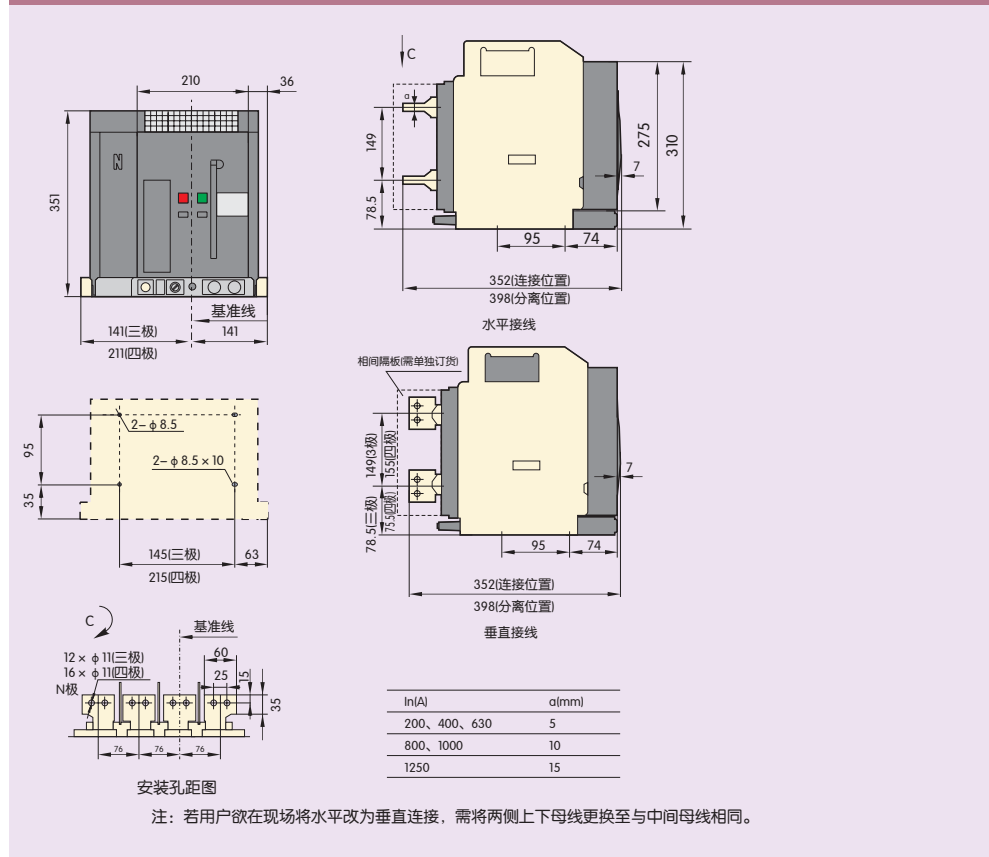 210
36
351
N
基准线
141(三极)
141
211(四极)
C
a
149
78.5
275
310
7
95
74
352(连接位置)
398(分离位置)
水平接线
95
35
2-φ8.5
2-φ8.5×10
145(三极)
63
215(四极)
相间隔板(需单独订货)
149(3极)
155(四极)
78.5(三极)
75.5(四极)
7
95
74
352(连接位置)
398(分离位置)
垂直接线
C
基准线
12×φ11(三极)
16×φ11(四极)
N极
60
25
15
35
76
76
76
安装孔距图
In(A) a(mm)
200、400、630 5
800、1000 10
1250 15
注：若用户欲在现场将水平改为垂直连接，需将两侧上下母线更换至与中间母线相同。